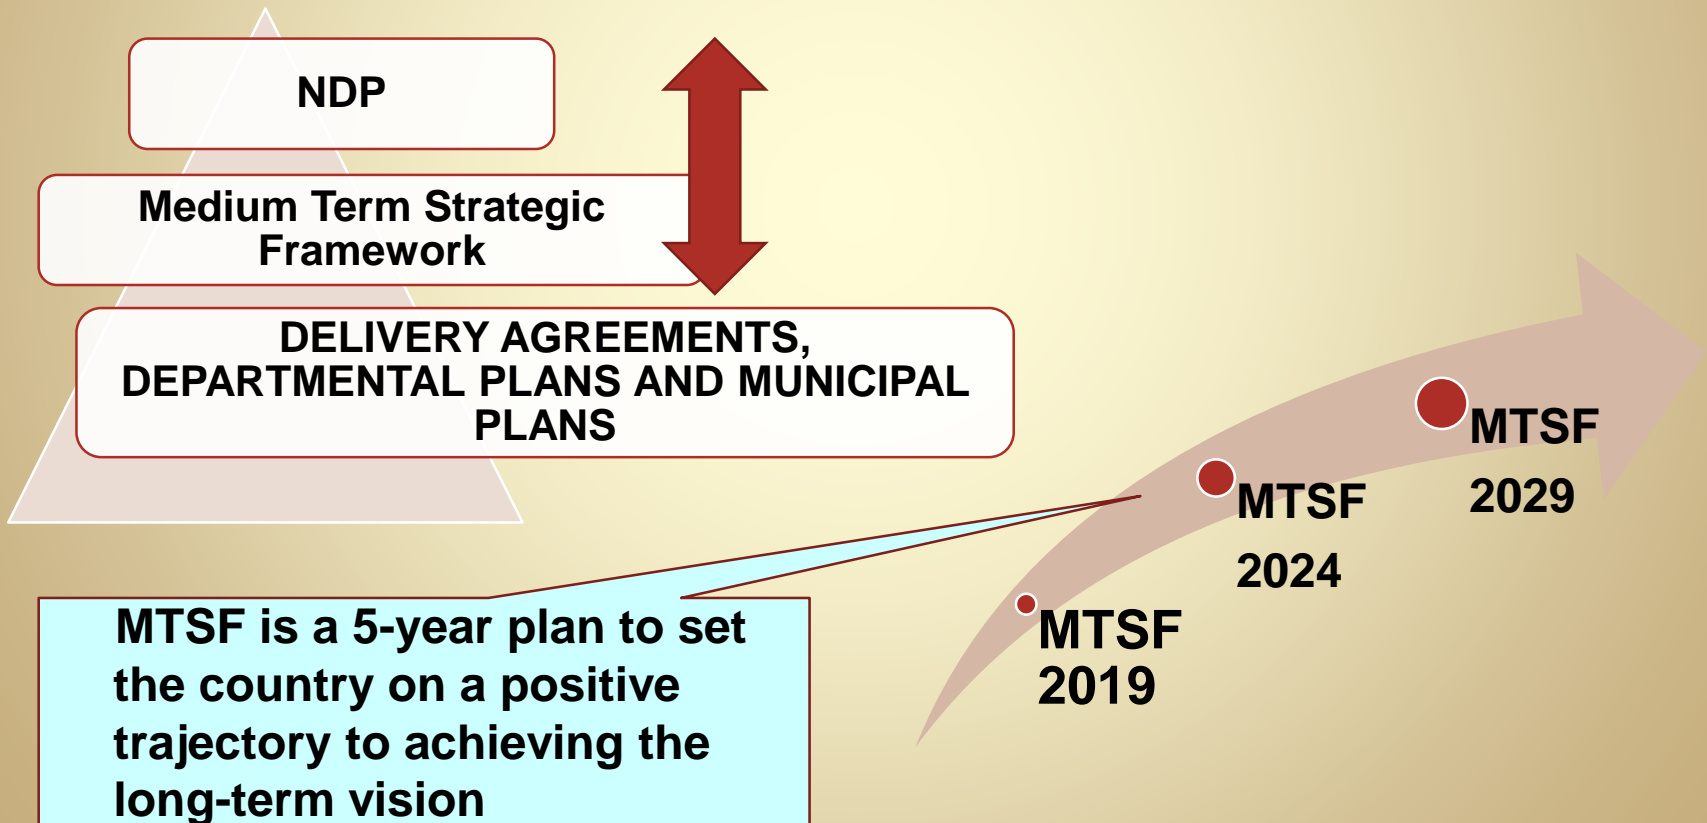 NDP
Medium Term Strategic
Framework
DELIVERY AGREEMENTS,
DEPARTMENTAL PLANS AND MUNICIPAL
PLANS
MTSF is a 5-year plan to set
the country on a positive
trajectory to achieving the
long-term vision
MTSF
2019
MTSF
2024
MTSF
2029